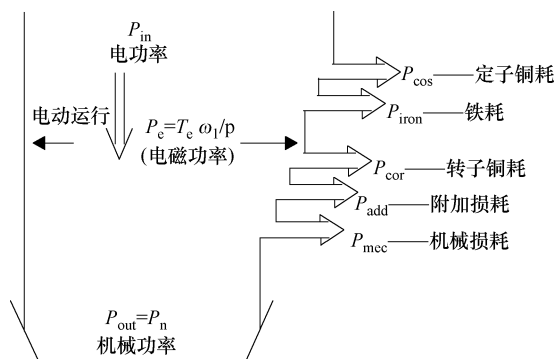 P_in
电功率
P_cos——定子铜耗
P_iron——铁耗
电动运行
P_e=T_e ω_1/p
(电磁功率)
P_cor——转子铜耗
P_add——附加损耗
P_mec——机械损耗
P_out=P_n
机械功率